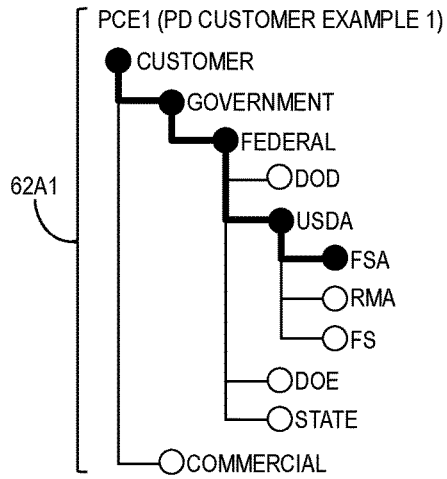 PCE1 (PD CUSTOMER EXAMPLE 1)
CUSTOMER
GOVERNMENT
FEDERAL
DOD
62A1
USDA
FSA
RMA
FS
DOE
STATE
COMMERCIAL